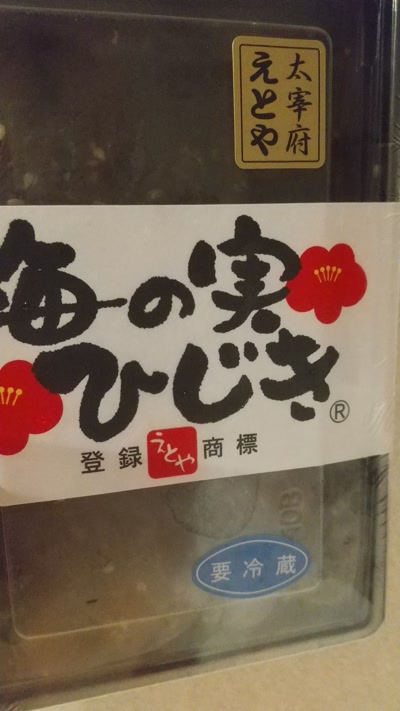 太宰府
えとや
梅の実
ひじき®
登録 えとや 商標
要冷蔵